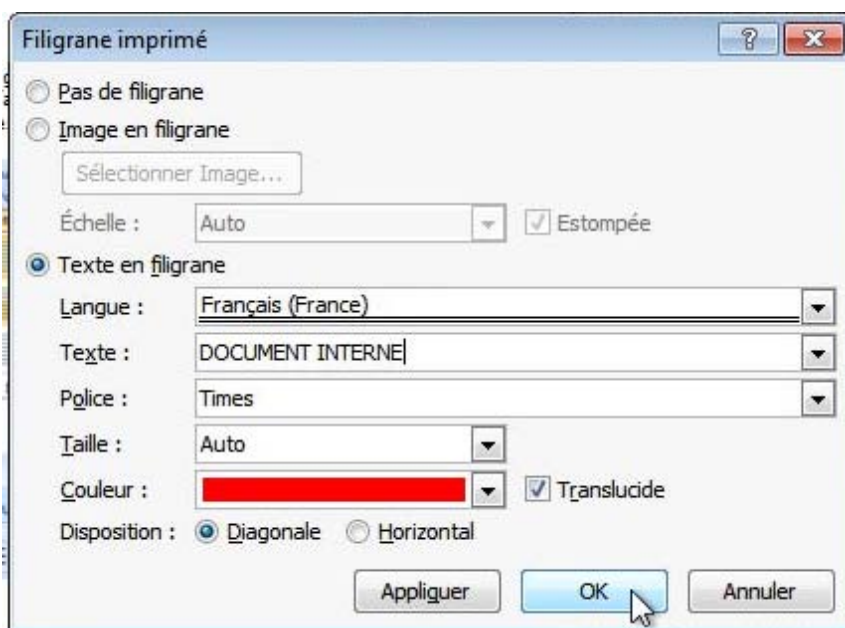 Filigrane imprimé
Pas de filigrane
Image en filigrane
Sélectionner Image...
Échelle : Auto Estompée
Texte en filigrane
Langue : Français (France)
Texte : DOCUMENT INTERNE
Police : Times
Taille : Auto
Couleur : Translucide
Disposition : Diagonale Horizontal
Appliquer OK Annuler